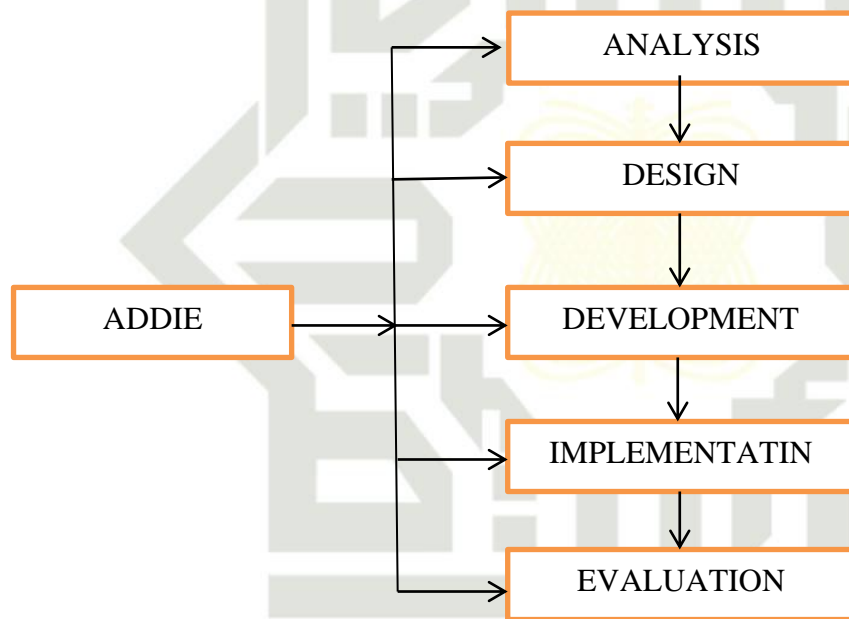 ANALYSIS
DESIGN
ADDIE
DEVELOPMENT
IMPLEMENTATIN
EVALUATION